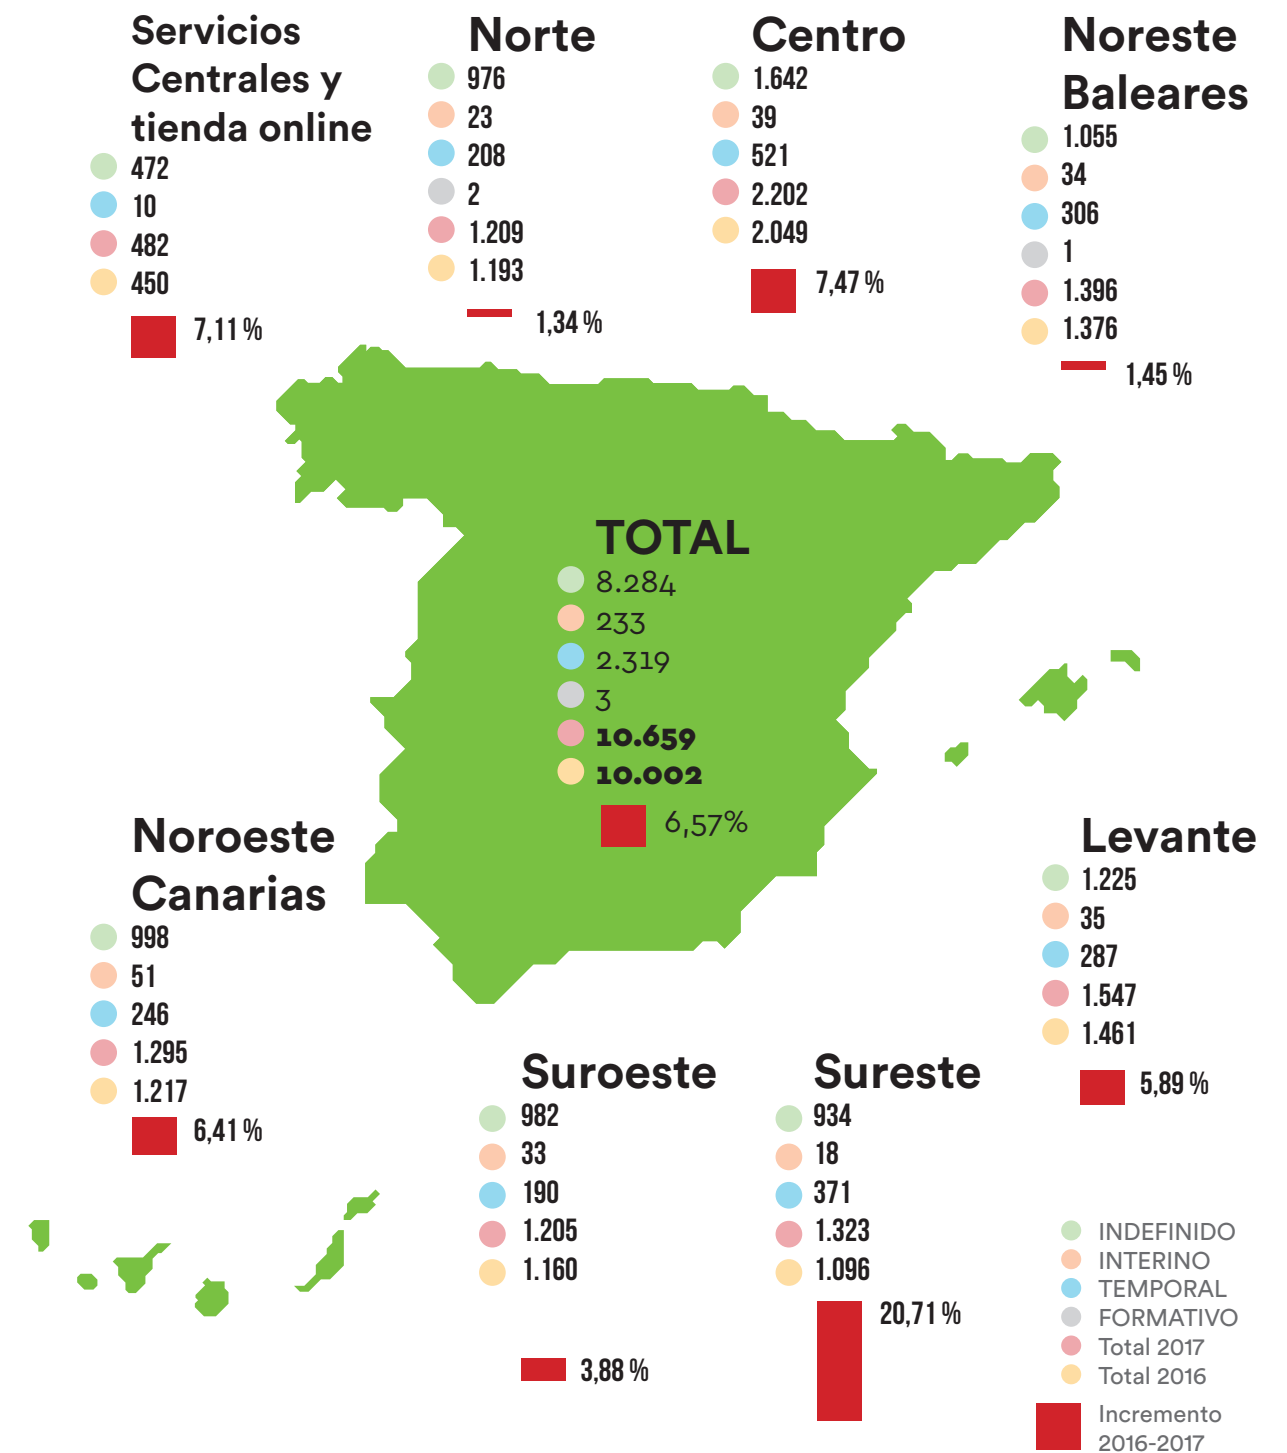 Servicios
Centrales y
tienda online
472
10
482
450
7,11 %
Norte
976
23
208
2
1.209
1.193
1,34 %
Centro
1.642
39
521
2.202
2.049
7,47 %
Noreste
Baleares
1.055
34
306
1
1.396
1.376
1,45 %
TOTAL
8.284
233
2.319
3
10.659
10.002
6,57%
Noroeste
Canarias
998
51
246
1.295
1.217
6,41 %
Levante
1.225
35
287
1.547
1.461
5,89 %
Suroeste
982
33
190
1.205
1.160
3,88 %
Sureste
934
18
371
1.323
1.096
20,71 %
INDEFINIDO
INTERINO
TEMPORAL
FORMATIVO
Total 2017
Total 2016
Incremento
2016-2017